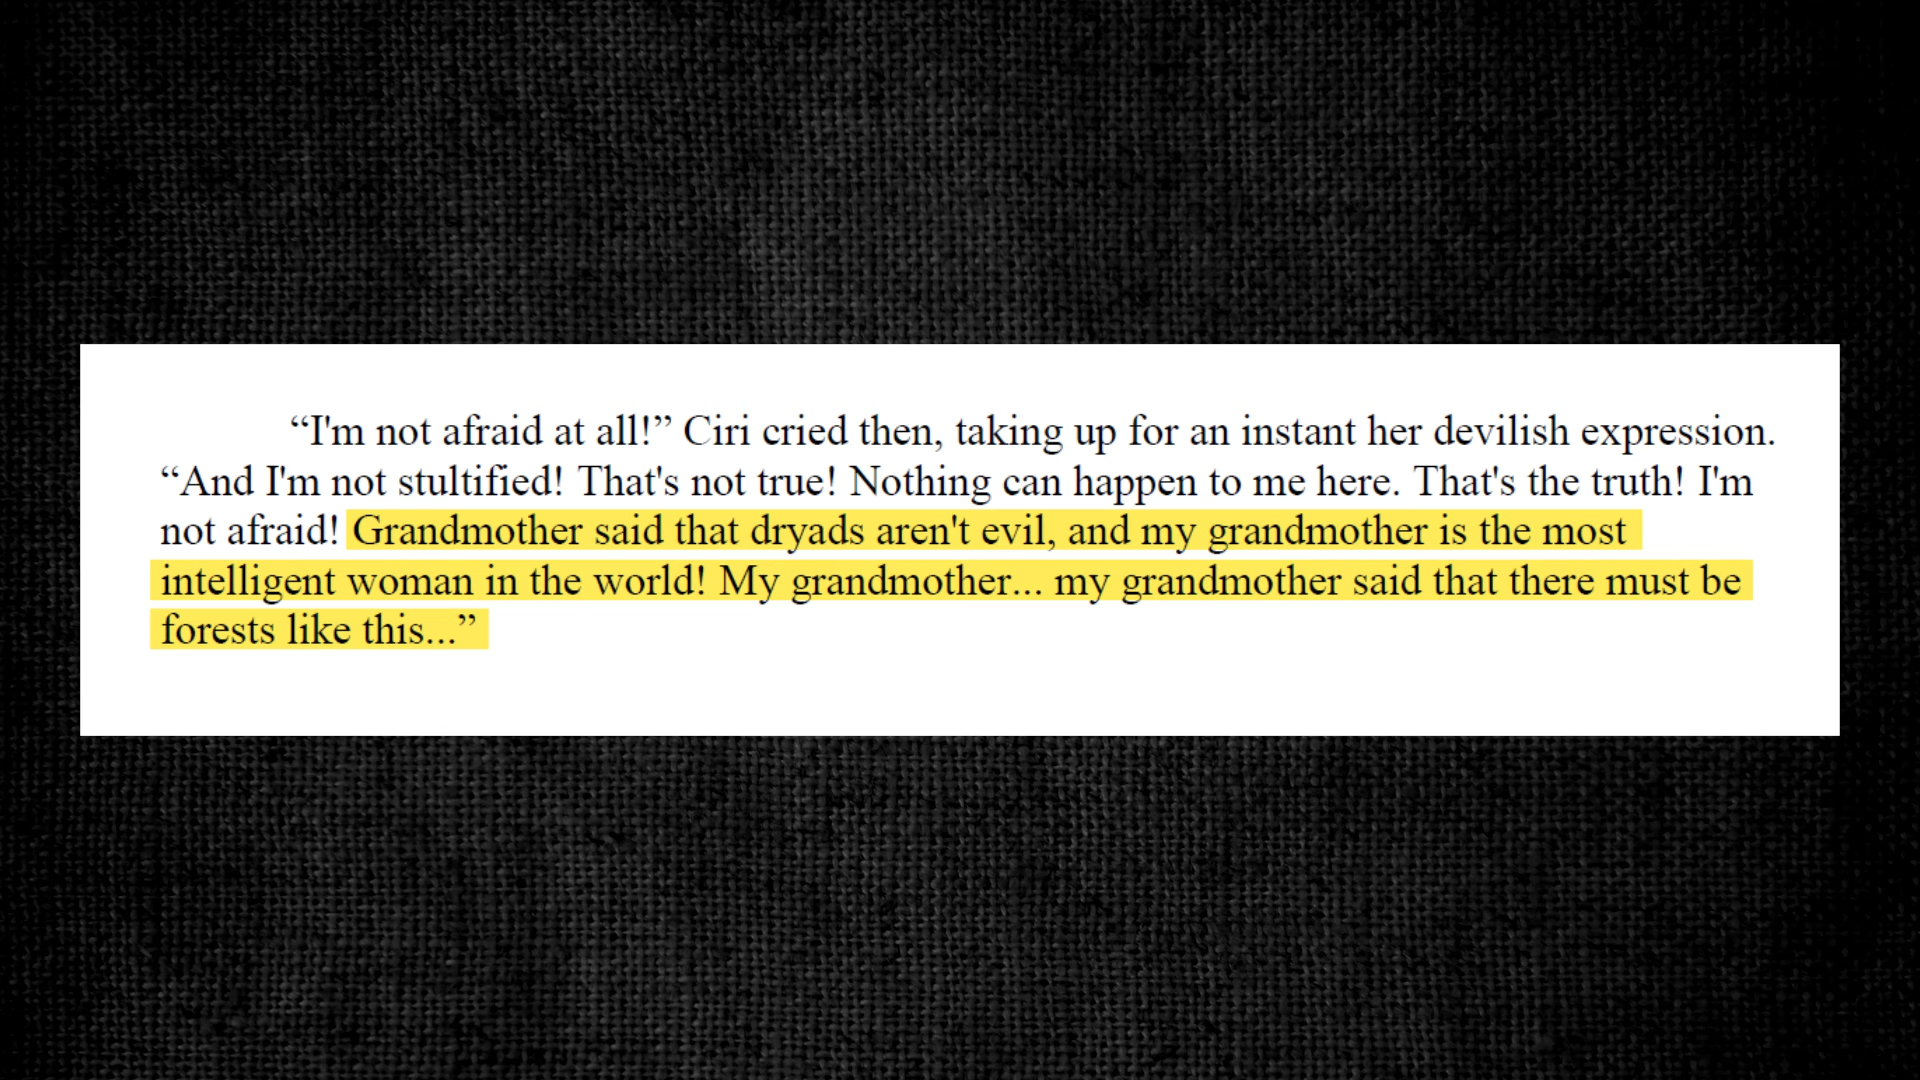 “I'm not afraid at all!” Ciri cried then, taking up for an instant her devilish expression.
“And I'm not stultified! That's not true! Nothing can happen to me here. That's the truth! I'm
not afraid! Grandmother said that dryads aren't evil, and my grandmother is the most
intelligent woman in the world! My grandmother... my grandmother said that there must be
forests like this...”